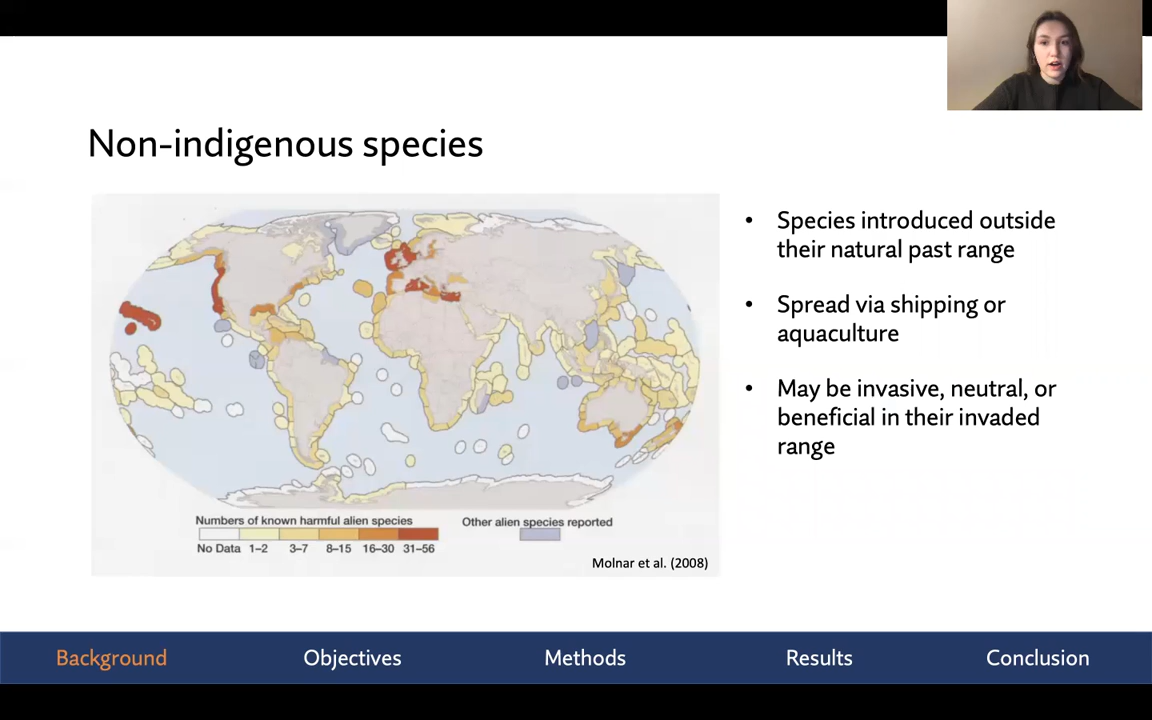 Non-indigenous species
• Species introduced outside
their natural past range
• Spread via shipping or
aquaculture
• May be invasive, neutral, or
beneficial in their invaded
range
Numbers of known harmful alien species
No Data 1–2 3–7 8–15 16–30 31–56
Other alien species reported
Molnar et al. (2008)
Background Objectives Methods Results Conclusion